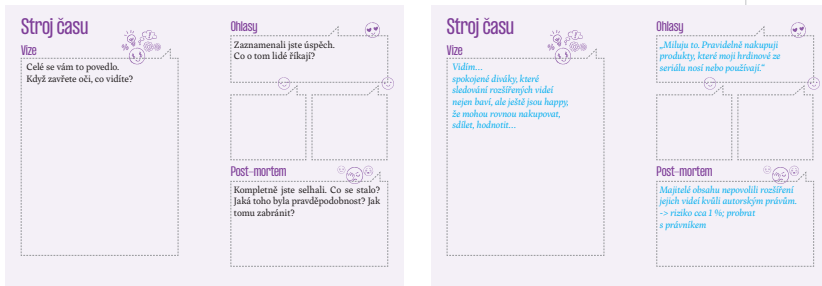 Stroj času
Vize
Celé se vám to povedlo.
Když zavřete oči, co vidíte?
Ohlasy
Zaznamenali jste úspěch.
Co o tom lidé říkají?
Post-mortem
Kompletně jste selhali. Co se stalo?
Jaká toho byla pravděpodobnost? Jak
tomu zabránit?
Stroj času
Vize
Vidím…
spokojené diváky, které
sledování rozšířených videí
nejen baví, ale ještě jsou happy,
že mohou rovnou nakupovat,
sdílet, hodnotit…
Ohlasy
„Miluju to. Pravidelně nakupuji
produkty, které moji hrdinové ze
seriálu nosí nebo používají.“
Post-mortem
Majitelé obsahu nepovolili rozšíření
jejich videí kvůli autorským právům.
-> riziko cca 1 %; probrat
s právníkem